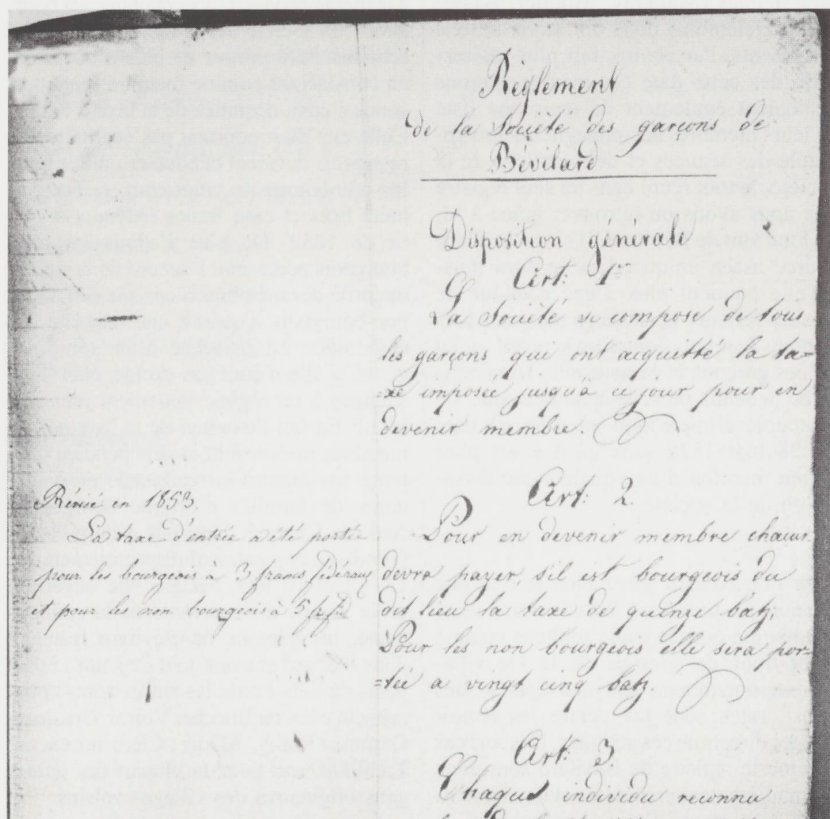 Réglement
de la Société des garçons de
Bévilard
Disposition générale
Art: 1er
La Société se compose de tous
les garçons qui ont acquitté la ta-
-xe imposée jusqu'à ce jour pour en
devenir membre.
Révisé en 1853.
La taxe d'entrée a été portée
pour les bourgeois à 3 francs fédéraux
et pour les non bourgeois à 5 fr. féd.
Art: 2.
Pour en devenir membre chacun
devra payer, s'il est bourgeois du
dit lieu la taxe de quinze batz,
Pour les non bourgeois elle sera por-
-tée a vingt cinq batz.
Art: 3.
Chaque individu reconnu